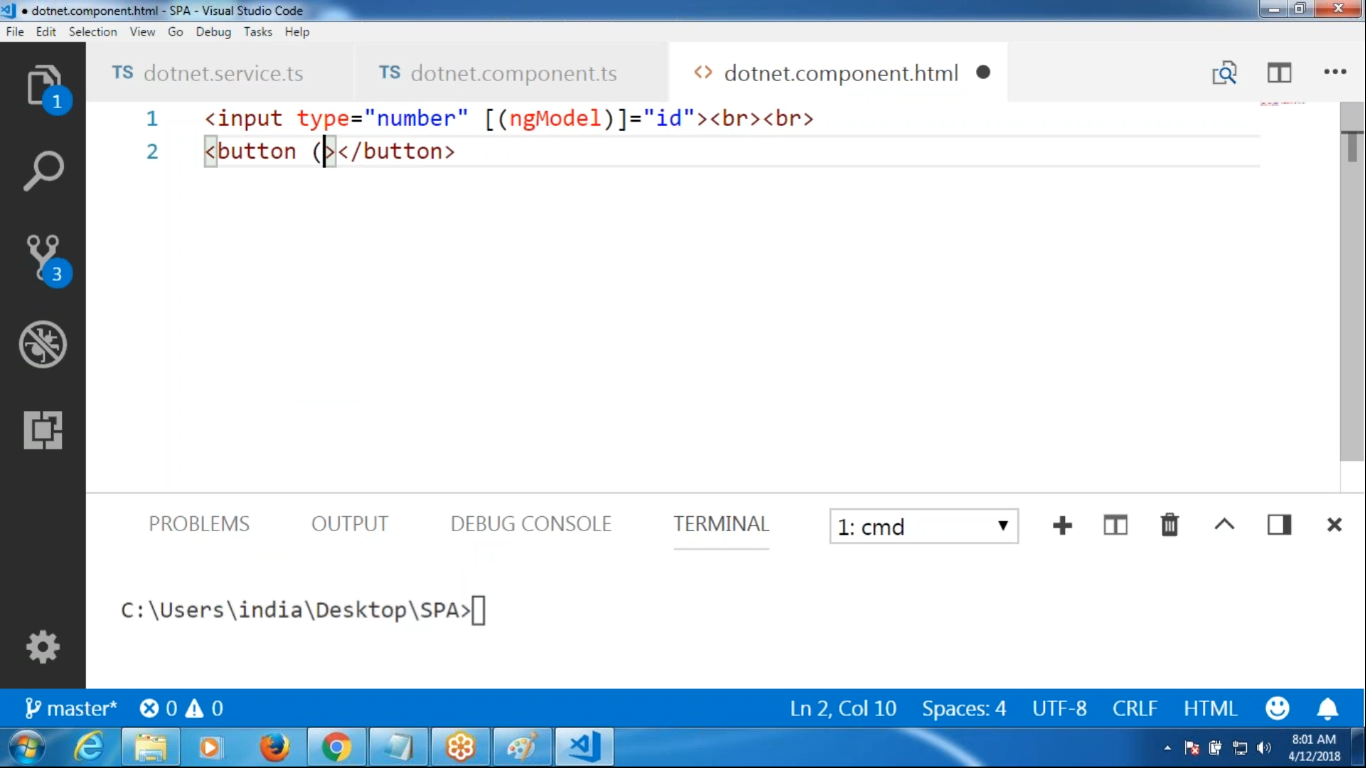 ● dotnet.component.html - SPA - Visual Studio Code
File Edit Selection View Go Debug Tasks Help
TS dotnet.service.ts TS dotnet.component.ts <> dotnet.component.html ●
1 <input type="number" [(ngModel)]="id"><br><br>
2 <button (></button>
1
3
PROBLEMS OUTPUT DEBUG CONSOLE TERMINAL 1: cmd
C:\Users\india\Desktop\SPA>
master* 0 0 Ln 2, Col 10 Spaces: 4 UTF-8 CRLF HTML
8:01 AM
4/12/2018